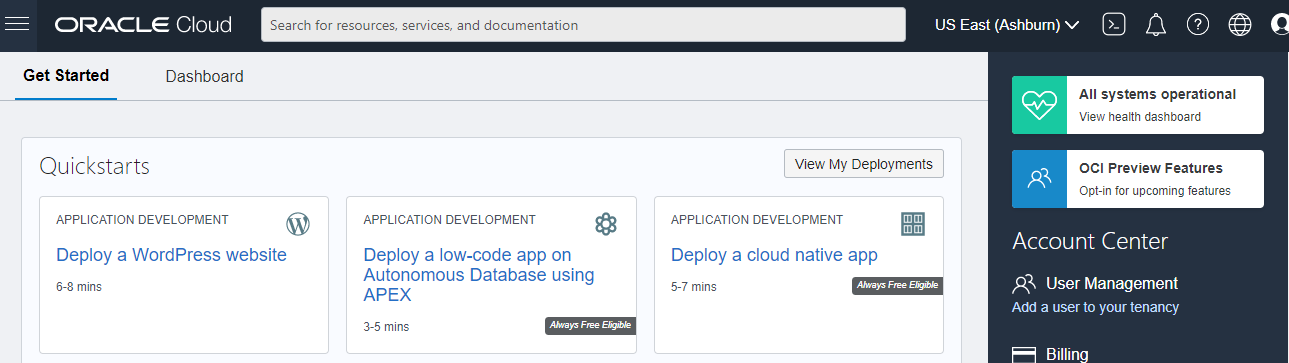 ORACLE Cloud
Search for resources, services, and documentation
US East (Ashburn)
Get Started
Dashboard
Quickstarts
View My Deployments
APPLICATION DEVELOPMENT
Deploy a WordPress website
6-8 mins
APPLICATION DEVELOPMENT
Deploy a low-code app on
Autonomous Database using
APEX
3-5 mins
Always Free Eligible
APPLICATION DEVELOPMENT
Deploy a cloud native app
5-7 mins
Always Free Eligible
All systems operational
View health dashboard
OCI Preview Features
Opt-in for upcoming features
Account Center
User Management
Add a user to your tenancy
Billing